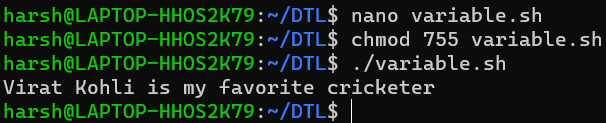 harsh@LAPTOP-HHOS2K79:~/DTL$ nano variable.sh
harsh@LAPTOP-HHOS2K79:~/DTL$ chmod 755 variable.sh
harsh@LAPTOP-HHOS2K79:~/DTL$ ./variable.sh
Virat Kohli is my favorite cricketer
harsh@LAPTOP-HHOS2K79:~/DTL$